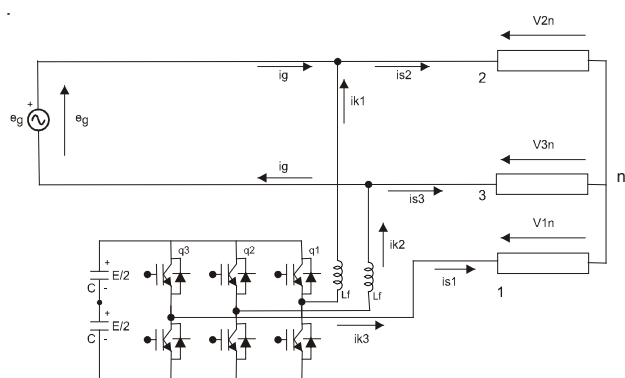 V2n
ig
is2
2
ik1
+
eg
eg
V3n
ig
n
is3
3
V1n
q3
q2
q1
ik2
is1
1
+
E/2
C
-
Lf
Lf
+
E/2
C
-
ik3